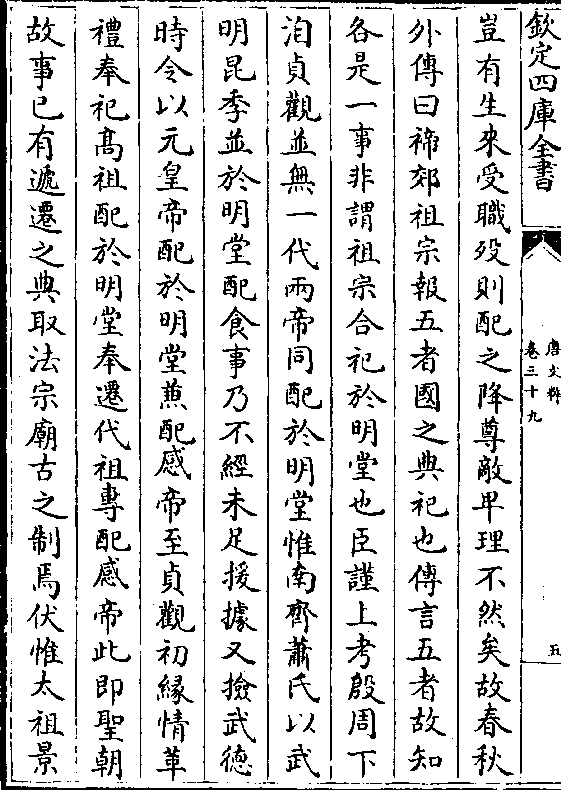 欽定四庫全書
唐文粹
卷三十九
五
豈有生來受職殁則配之降尊敵卑理不然矣故春秋
外傳曰禘郊祖宗報五者國之典祀也傳言五者故知
各是一事非謂祖宗合祀於明堂也臣謹上考殷周下
洎貞觀並無一代兩帝同配於明堂惟南齊蕭氏以武
明昆季並於明堂配食事乃不經未足援據又撿武德
時令以元皇帝配於明堂蕪配感帝至貞觀初緣情革
禮奉祀髙祖配於明堂奉遷代祖專配感帝此即聖朝
故事已有遞遷之典取法宗廟古之制焉伏惟太祖景